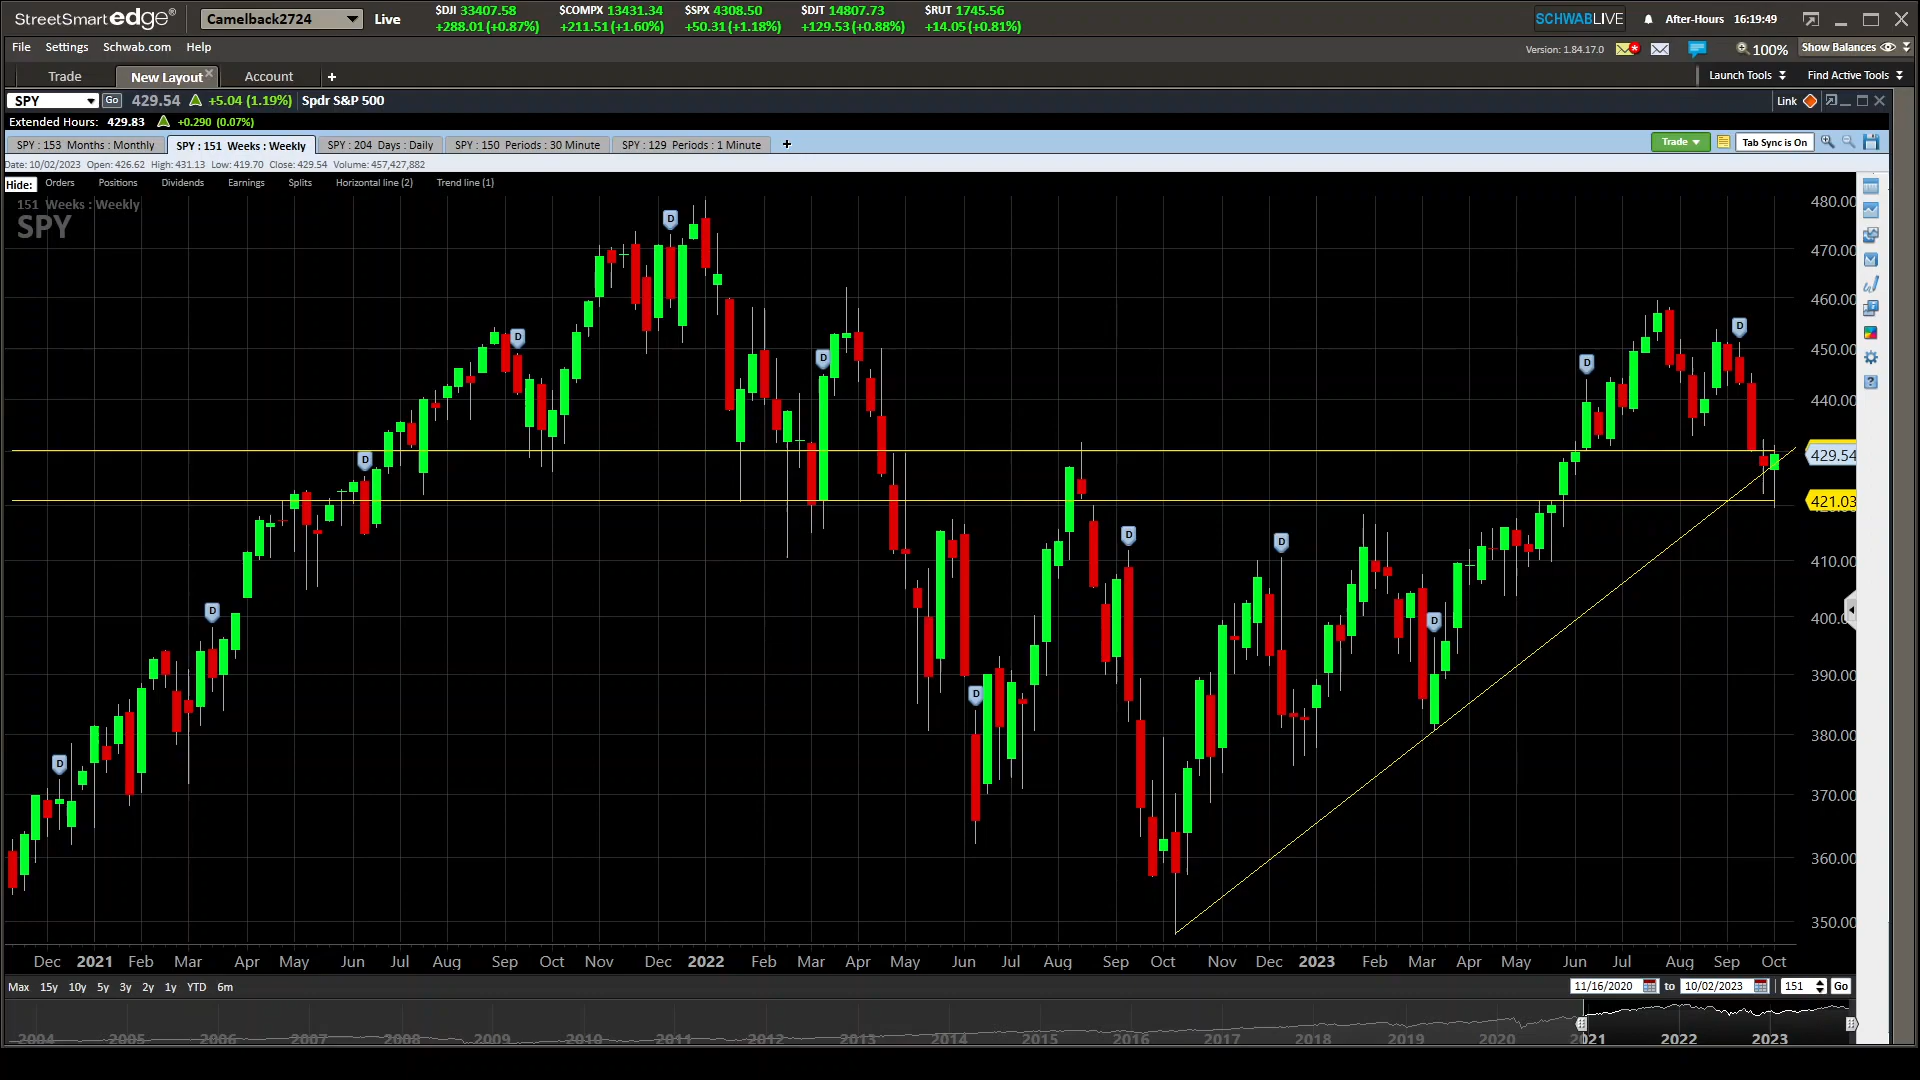 StreetSmart edge® Camelback2724 Live $DJI 33407.58 $COMPX 13431.34 $SPX 4308.50 $DJT 14807.73 $RUT 1745.56 SCHWABLIVE After-Hours 16:19:49
+288.01 (+0.87%) +211.51 (+1.60%) +50.31 (+1.18%) +129.53 (+0.88%) +14.05 (+0.81%)
File Settings Schwab.com Help Version: 1.84.17.0 100% Show Balances
Trade New Layout Account + Launch Tools Find Active Tools
SPY Go 429.54 +5.04 (1.19%) Spdr S&P 500 Link
Extended Hours: 429.83 +0.290 (0.07%)
SPY : 153 Months : Monthly SPY : 151 Weeks : Weekly SPY : 204 Days : Daily SPY : 150 Periods : 30 Minute SPY : 129 Periods : 1 Minute + Trade Tab Sync is On
Date: 10/02/2023 Open: 426.62 High: 431.13 Low: 419.70 Close: 429.54 Volume: 457,427,882
Hide: Orders Positions Dividends Earnings Splits Horizontal line (2) Trend line (1)
151 Weeks : Weekly
SPY
480.00
D
470.00
460.00
D
D
450.00
D
D
440.00
429.54
D
421.03
D
D
410.00
D
400.0
D
390.00
D
380.00
D
370.00
360.00
350.00
Dec 2021 Feb Mar Apr May Jun Jul Aug Sep Oct Nov Dec 2022 Feb Mar Apr May Jun Jul Aug Sep Oct Nov Dec 2023 Feb Mar Apr May Jun Jul Aug Sep Oct
Max 15y 10y 5y 3y 2y 1y YTD 6m 11/16/2020 to 10/02/2023 151 Go
2004 2005 2006 2007 2008 2009 2010 2011 2012 2013 2014 2015 2016 2017 2018 2019 2020 021 2022 2023